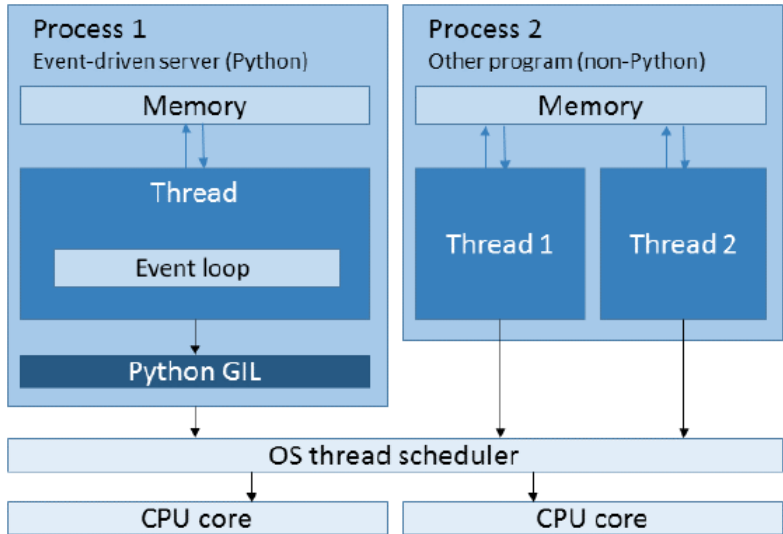 Process 1
Event-driven server (Python)
Memory
Thread
Event loop
Python GIL
Process 2
Other program (non-Python)
Memory
Thread 1
Thread 2
OS thread scheduler
CPU core
CPU core